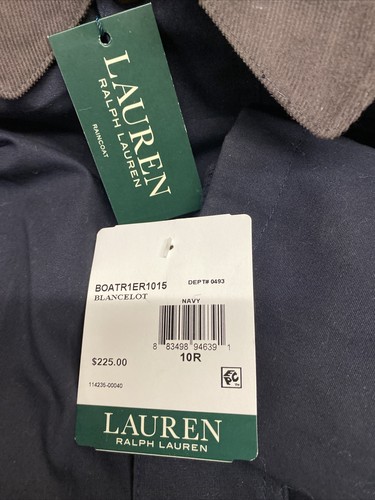 LAUREN
RALPH LAUREN
RAINCOAT
BOATR1ER1015
DEPT# 0493
BLANCELOT
NAVY
8 83498 94639 1
10R
$225.00
114235-00040
LAUREN
RALPH LAUREN